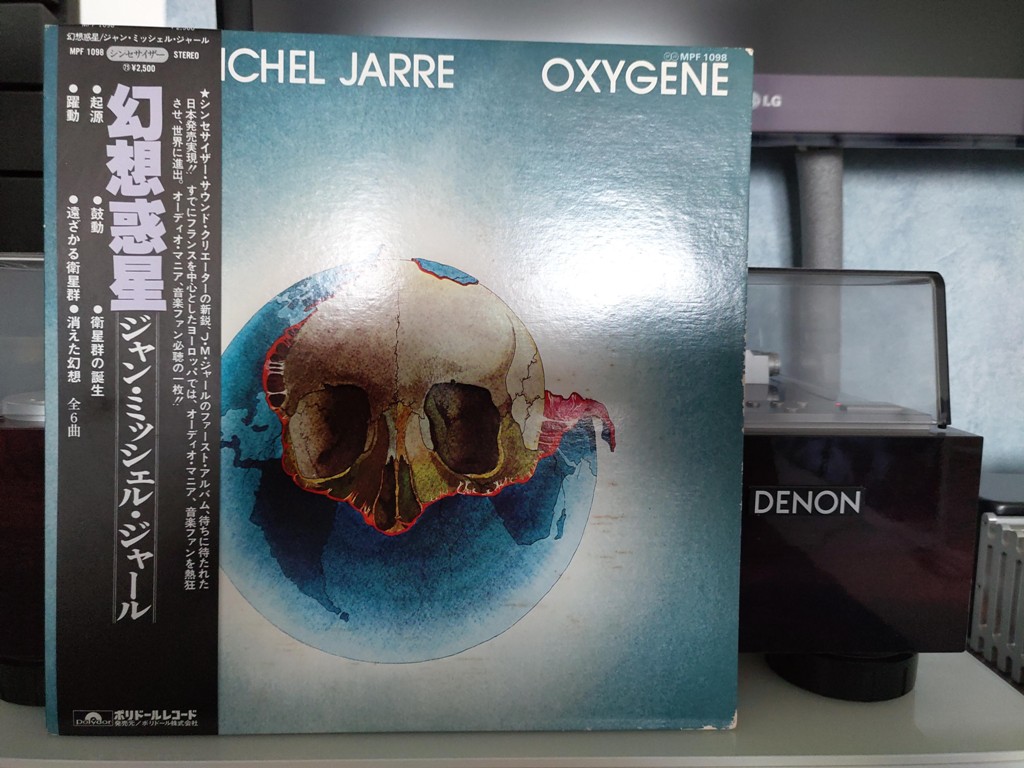 幻想惑星/ジャン・ミッシェル・ジャール
MPF 1098 シンセサイザー STEREO
¥2,500
幻想惑星
ジャン・ミッシェル・ジャール
●起源 ●鼓動 ●衛星群の誕生
●躍動 ●遠ざかる衛星群 ●消えた幻想 全6曲
★シンセサイザー・サウンド・クリエーターの新鋭、J・M・ジャールのファースト・アルバム、待ちに待たれた
日本発売実現!! すでにフランスを中心としたヨーロッパでは、オーディオ・マニア、音楽ファンを熱狂
させ、世界に進出。オーディオ・マニア、音楽ファン必聴の一枚!!
Polydor ポリドールレコード
発売元/ポリドール株式会社
ICHEL JARRE
OXYGENE
MPF 1098
LG
DENON